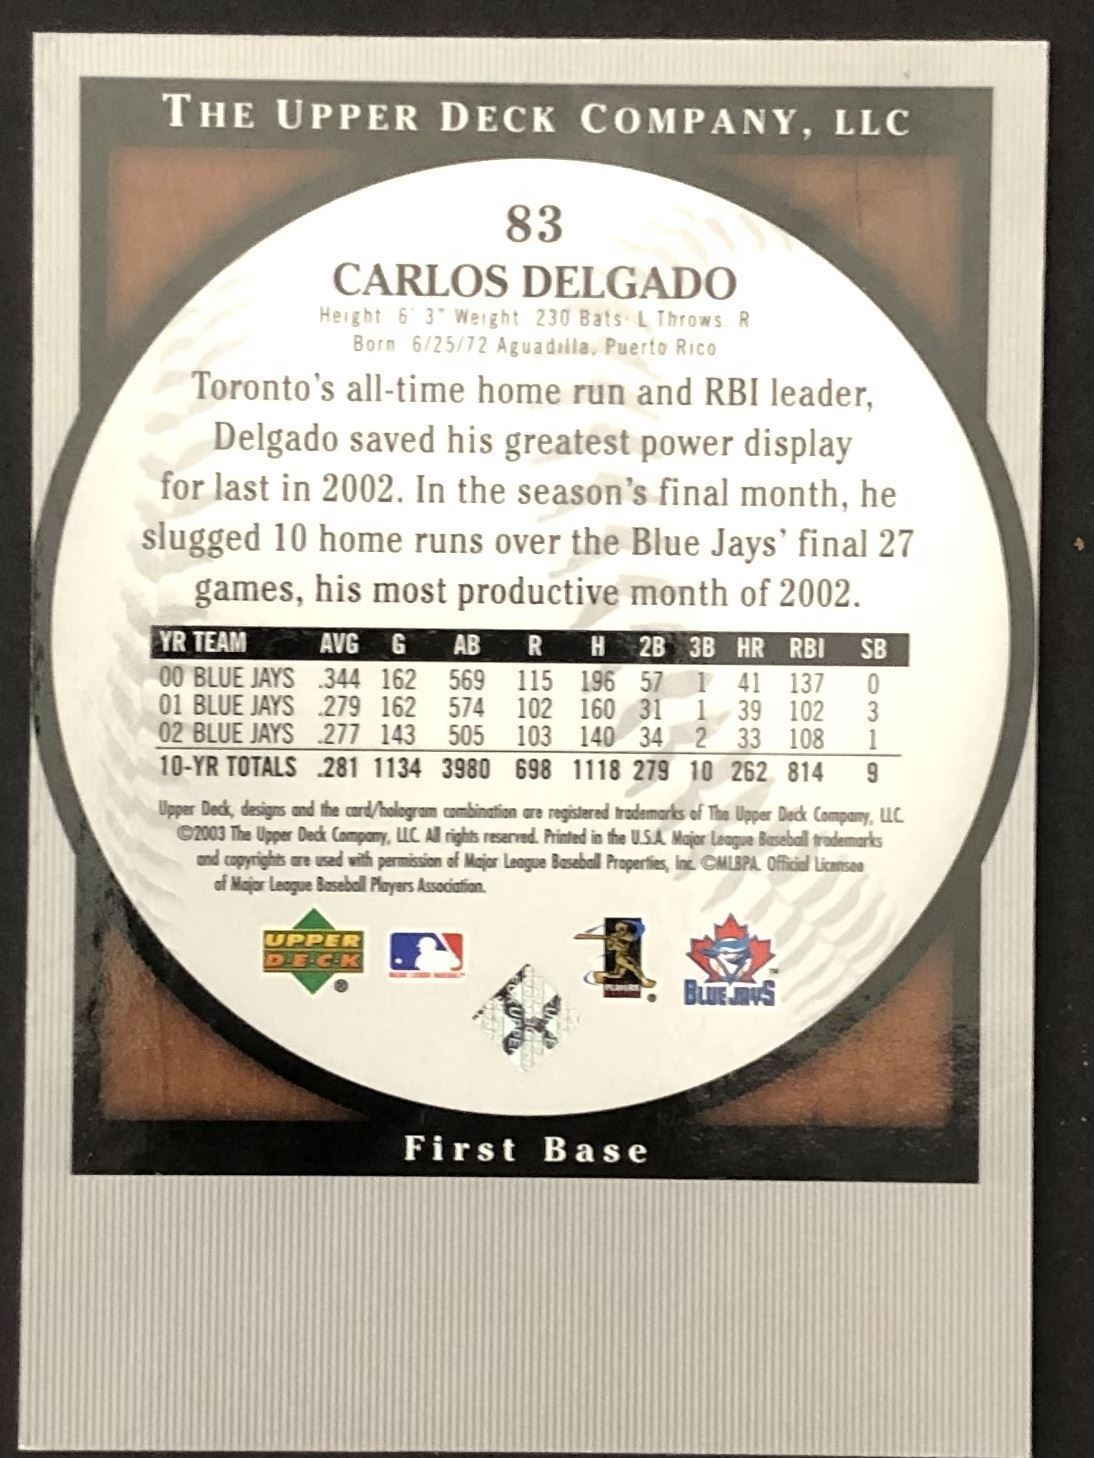 THE UPPER DECK COMPANY, LLC
83
CARLOS DELGADO
Height 6' 3" Weight 230 Bats- L Throws R
Born 6/25/72 Aguadilla, Puerto Rico
Toronto's all-time home run and RBI leader,
Delgado saved his greatest power display
for last in 2002. In the season's final month, he
slugged 10 home runs over the Blue Jays' final 27
games, his most productive month of 2002.
YR TEAM AVG G AB R H 2B 3B HR RBI SB
00 BLUE JAYS .344 162 569 115 196 57 1 41 137 0
01 BLUE JAYS .279 162 574 102 160 31 1 39 102 3
02 BLUE JAYS .277 143 505 103 140 34 2 33 108 1
10-YR TOTALS .281 1134 3980 698 1118 279 10 262 814 9
Upper Deck, designs and the card/hologram combination are registered trademarks of The Upper Deck Company, LLC.
©2003 The Upper Deck Company, LLC. All rights reserved. Printed in the U.S.A. Major League Baseball trademarks
and copyrights are used with permission of Major League Baseball Properties, Inc. ©MLBPA. Official Licensee
of Major League Baseball Players Association.
UPPER
D·E·C·K
®
PLAYERS
®
BLUE JAYS
™
First Base